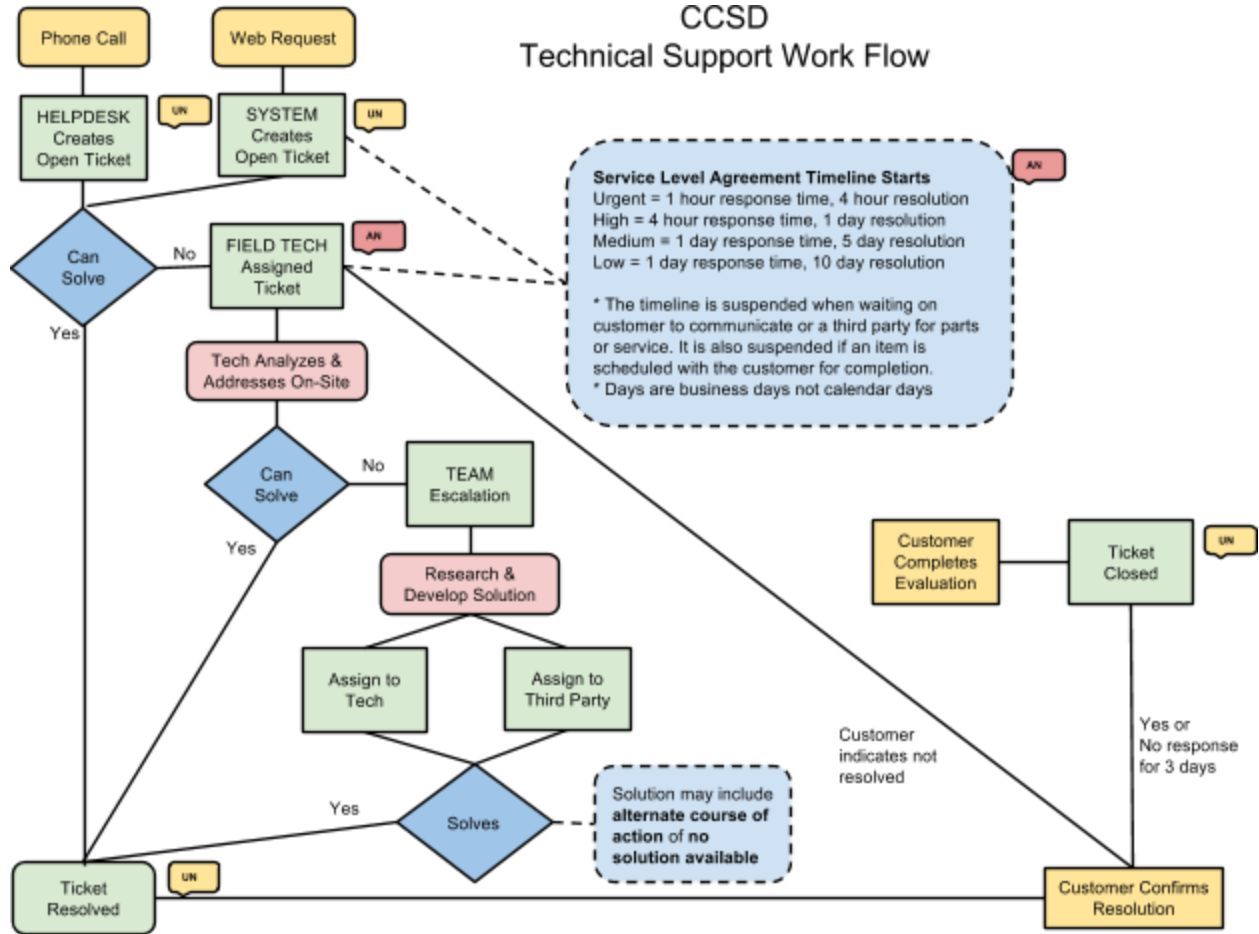 CCSD
Technical Support Work Flow
Phone Call
Web Request
HELPDESK
Creates
Open Ticket
UN
SYSTEM
Creates
Open Ticket
UN
Service Level Agreement Timeline Starts
Urgent = 1 hour response time, 4 hour resolution
High = 4 hour response time, 1 day resolution
Medium = 1 day response time, 5 day resolution
Low = 1 day response time, 10 day resolution
* The timeline is suspended when waiting on
customer to communicate or a third party for parts
or service. It is also suspended if an item is
scheduled with the customer for completion.
* Days are business days not calendar days
AN
Can
Solve
No
Yes
FIELD TECH
Assigned
Ticket
AN
Tech Analyzes &
Addresses On-Site
Can
Solve
No
Yes
TEAM
Escalation
Research &
Develop Solution
Assign to
Tech
Assign to
Third Party
Customer
Completes
Evaluation
Ticket
Closed
UN
Customer
indicates not
resolved
Yes or
No response
for 3 days
Yes
Solves
Solution may include
alternate course of
action of no
solution available
Ticket
Resolved
UN
Customer Confirms
Resolution